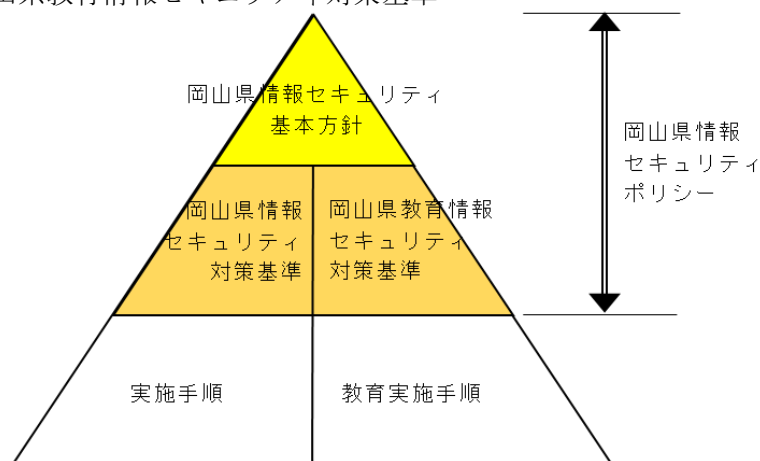 県教育情報セキュリティ対策基準
岡山県情報セキュリティ
基本方針
岡山県情報
セキュリティ
ポリシー
岡山県情報
セキュリティ
対策基準
岡山県教育情報
セキュリティ
対策基準
実施手順
教育実施手順